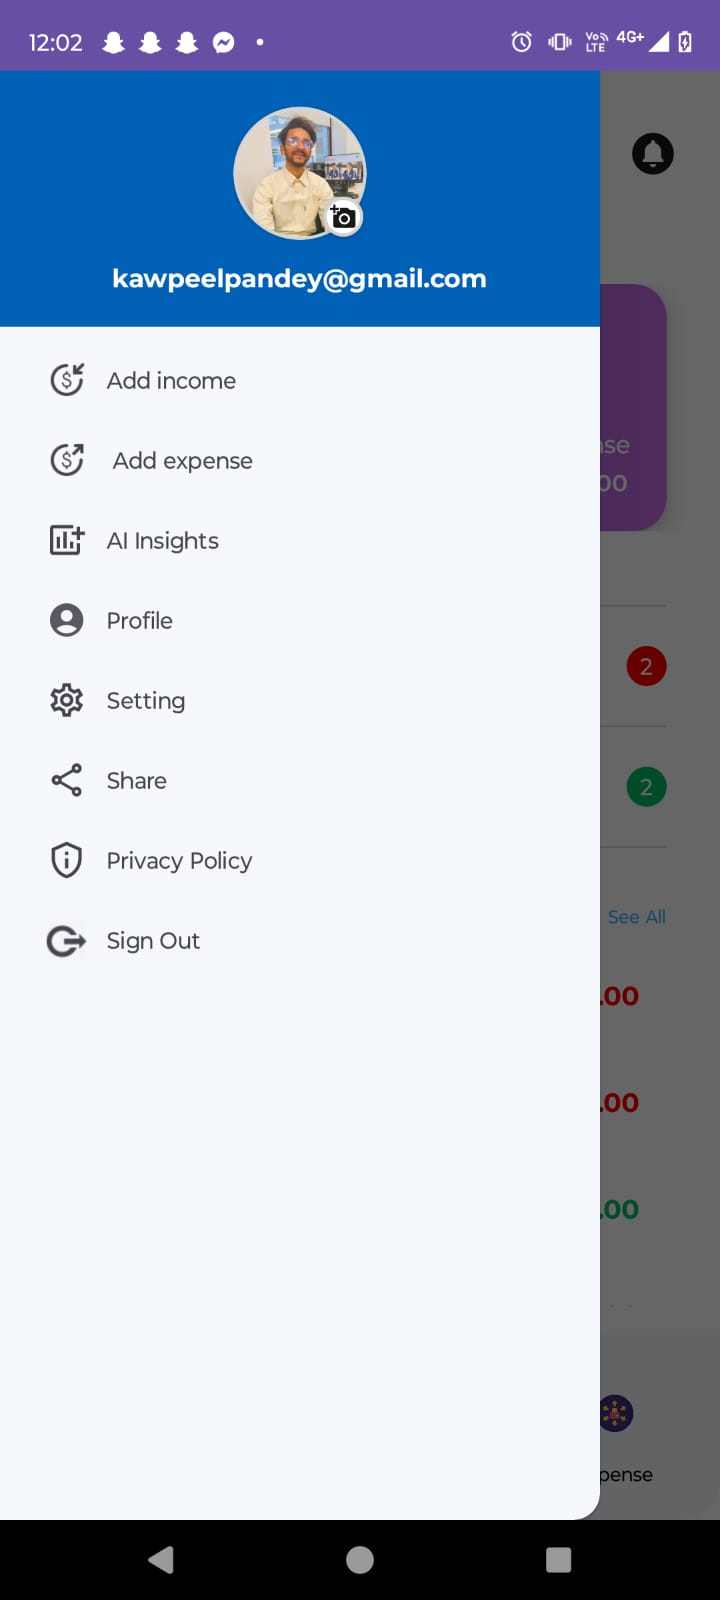 12:02
Vo LTE 4G+
kawpeelpandey@gmail.com
Add income
Add expense
AI Insights
Profile
Setting
Share
Privacy Policy
Sign Out
nse
00
2
2
See All
.00
.00
.00
pense